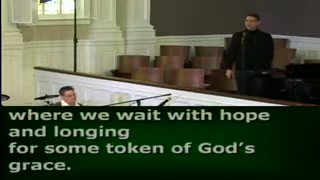 where we wait with hope
and longing
for some token of God's
grace.